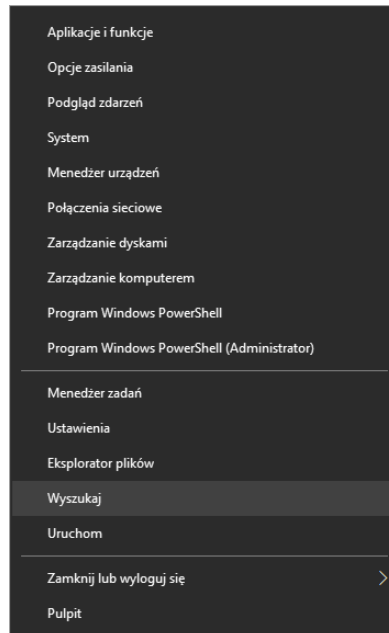 Aplikacje i funkcje
Opcje zasilania
Podgląd zdarzeń
System
Menedżer urządzeń
Połączenia sieciowe
Zarządzanie dyskami
Zarządzanie komputerem
Program Windows PowerShell
Program Windows PowerShell (Administrator)
Menedżer zadań
Ustawienia
Eksplorator plików
Wyszukaj
Uruchom
Zamknij lub wyloguj się
Pulpit